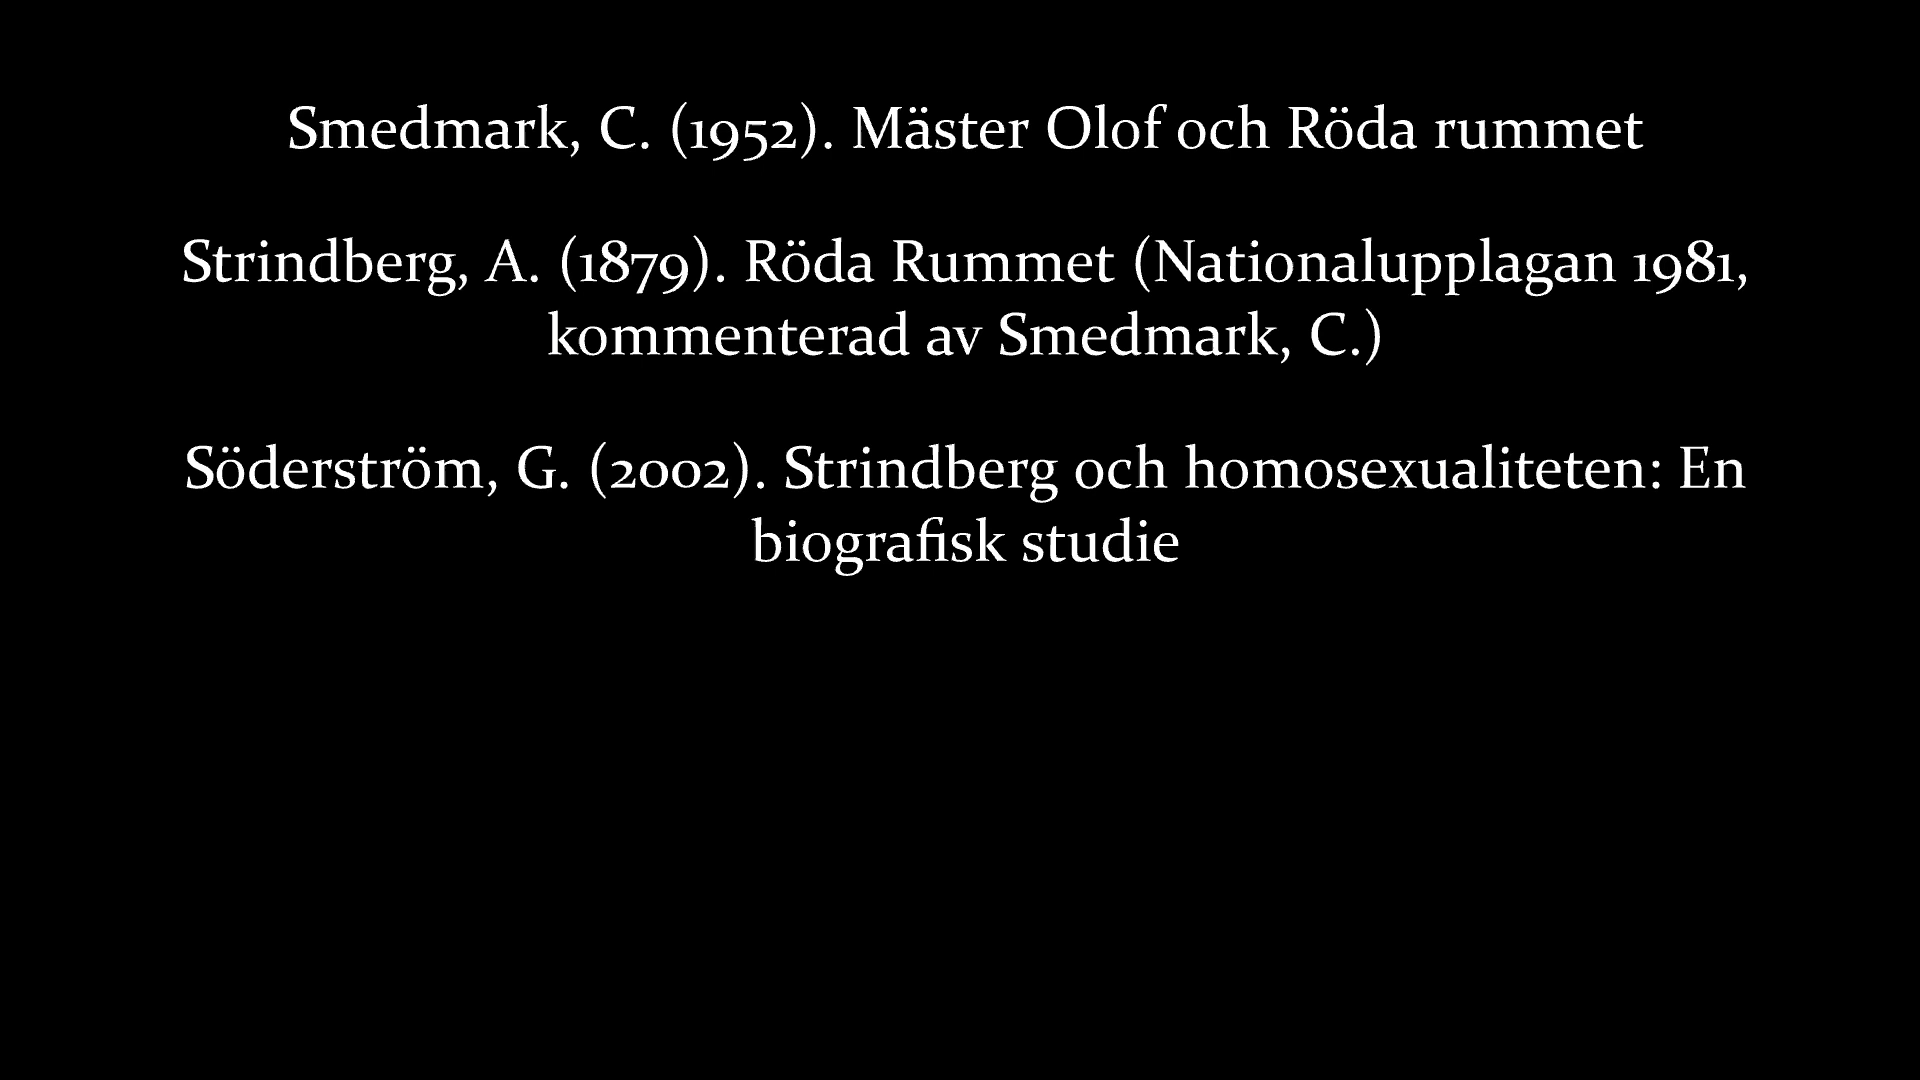 Smedmark, C. (1952). Mäster Olof och Röda rummet
Strindberg, A. (1879). Röda Rummet (Nationalupplagan 1981,
kommenterad av Smedmark, C.)
Söderström, G. (2002). Strindberg och homosexualiteten: En
biografisk studie